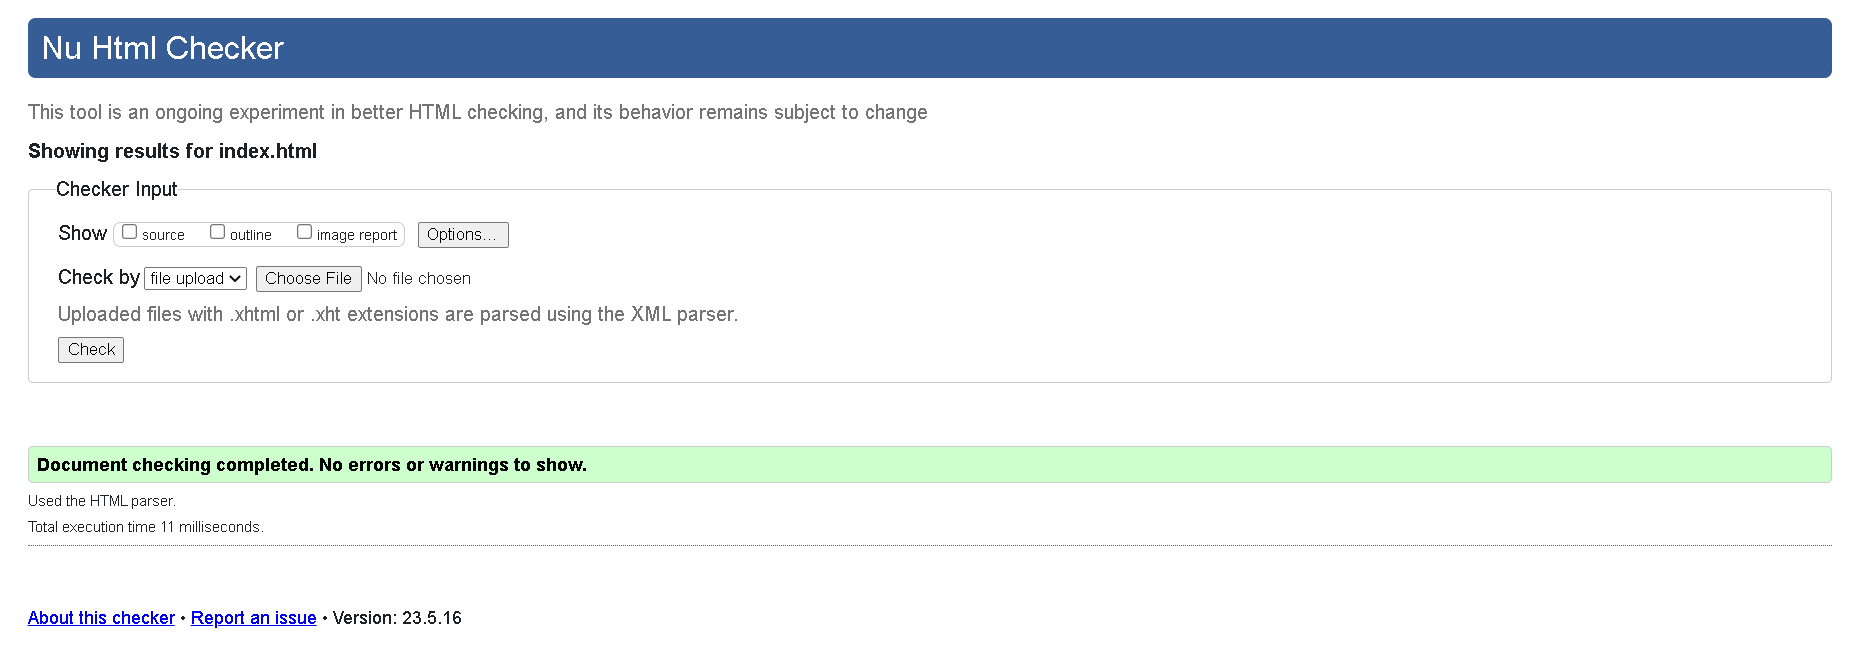 Nu Html Checker
This tool is an ongoing experiment in better HTML checking, and its behavior remains subject to change
Showing results for index.html
Checker Input
Show source outline image report Options...
Check by file upload Choose File No file chosen
Uploaded files with .xhtml or .xht extensions are parsed using the XML parser.
Check
Document checking completed. No errors or warnings to show.
Used the HTML parser.
Total execution time 11 milliseconds.
About this checker • Report an issue • Version: 23.5.16